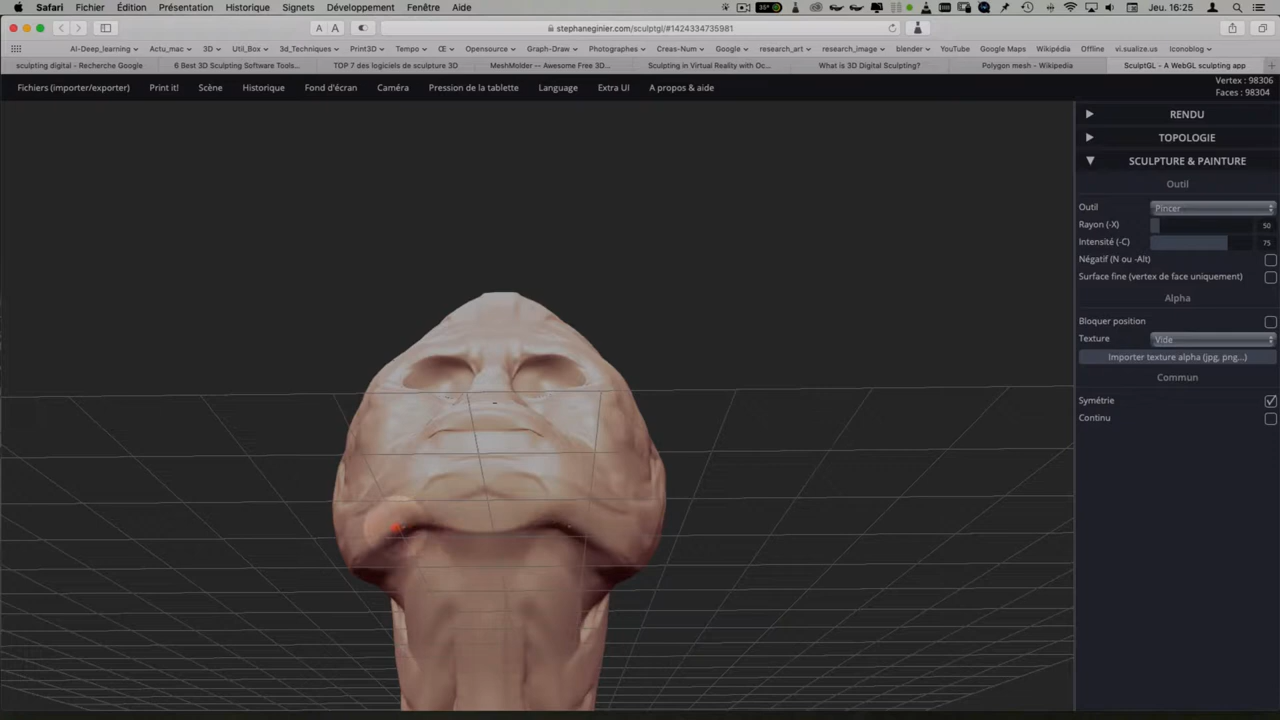 Safari Fichier Édition Présentation Historique Signets Développement Fenêtre Aide 35° Jeu. 16:25
A A stephaneginier.com/sculptgl/#1424334735981
AI-Deep_learning Actu_mac 3D Util_Box 3d_Techniques Print3D Tempo Œ Opensource Graph-Draw Photographes Creas-Num Google research_art research_image blender YouTube Google Maps Wikipédia Offline vi.sualize.us Iconoblog
sculpting digital - Recherche Google 6 Best 3D Sculpting Software Tools... TOP 7 des logiciels de sculpture 3D MeshMolder -- Awesome Free 3D... Sculpting in Virtual Reality with Oc... What is 3D Digital Sculpting? Polygon mesh - Wikipedia SculptGL - A WebGL sculpting app
Vertex : 98306
Fichiers (importer/exporter) Print it! Scène Historique Fond d'écran Caméra Pression de la tablette Language Extra UI A propos & aide
Faces : 98304
RENDU
TOPOLOGIE
SCULPTURE & PAINTURE
Outil
Outil Pincer
Rayon (-X) 50
Intensité (-C) 75
Négatif (N ou -Alt)
Surface fine (vertex de face uniquement)
Alpha
Bloquer position
Texture Vide
Importer texture alpha (jpg, png...)
Commun
Symétrie
Continu